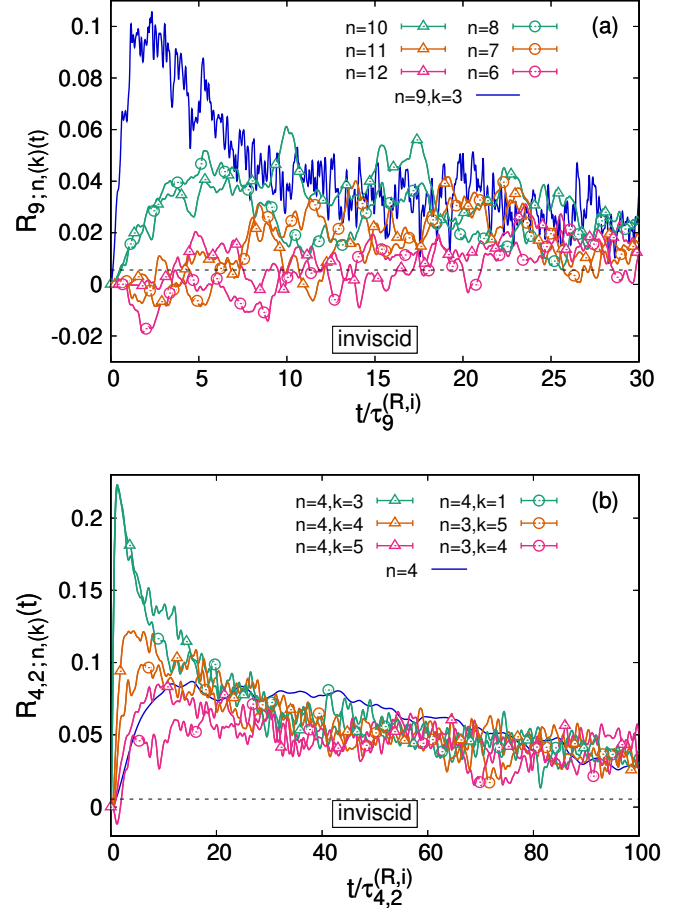 (a)
n=10 n=8
n=11 n=7
n=12 n=6
n=9,k=3
0.1
0.08
0.06
0.04
0.02
0
-0.02
R9 ; n,(k)(t)
inviscid
0 5 10 15 20 25 30
t/τ9(R,i)
(b)
n=4,k=3 n=4,k=1
n=4,k=4 n=3,k=5
n=4,k=5 n=3,k=4
n=4
0.2
0.15
0.1
0.05
0
R4,2 ; n,(k)(t)
inviscid
0 20 40 60 80 100
t/τ4,2(R,i)